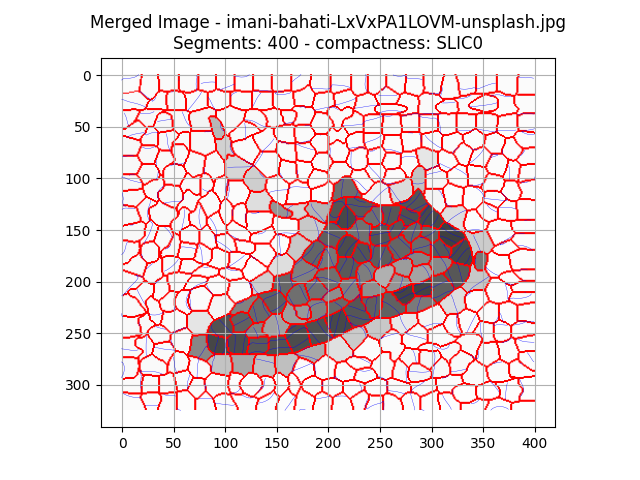 Merged Image - imani-bahati-LxVxPA1LOVM-unsplash.jpg
Segments: 400 - compactness: SLIC0
0
50
100
150
200
250
300
0 50 100 150 200 250 300 350 400